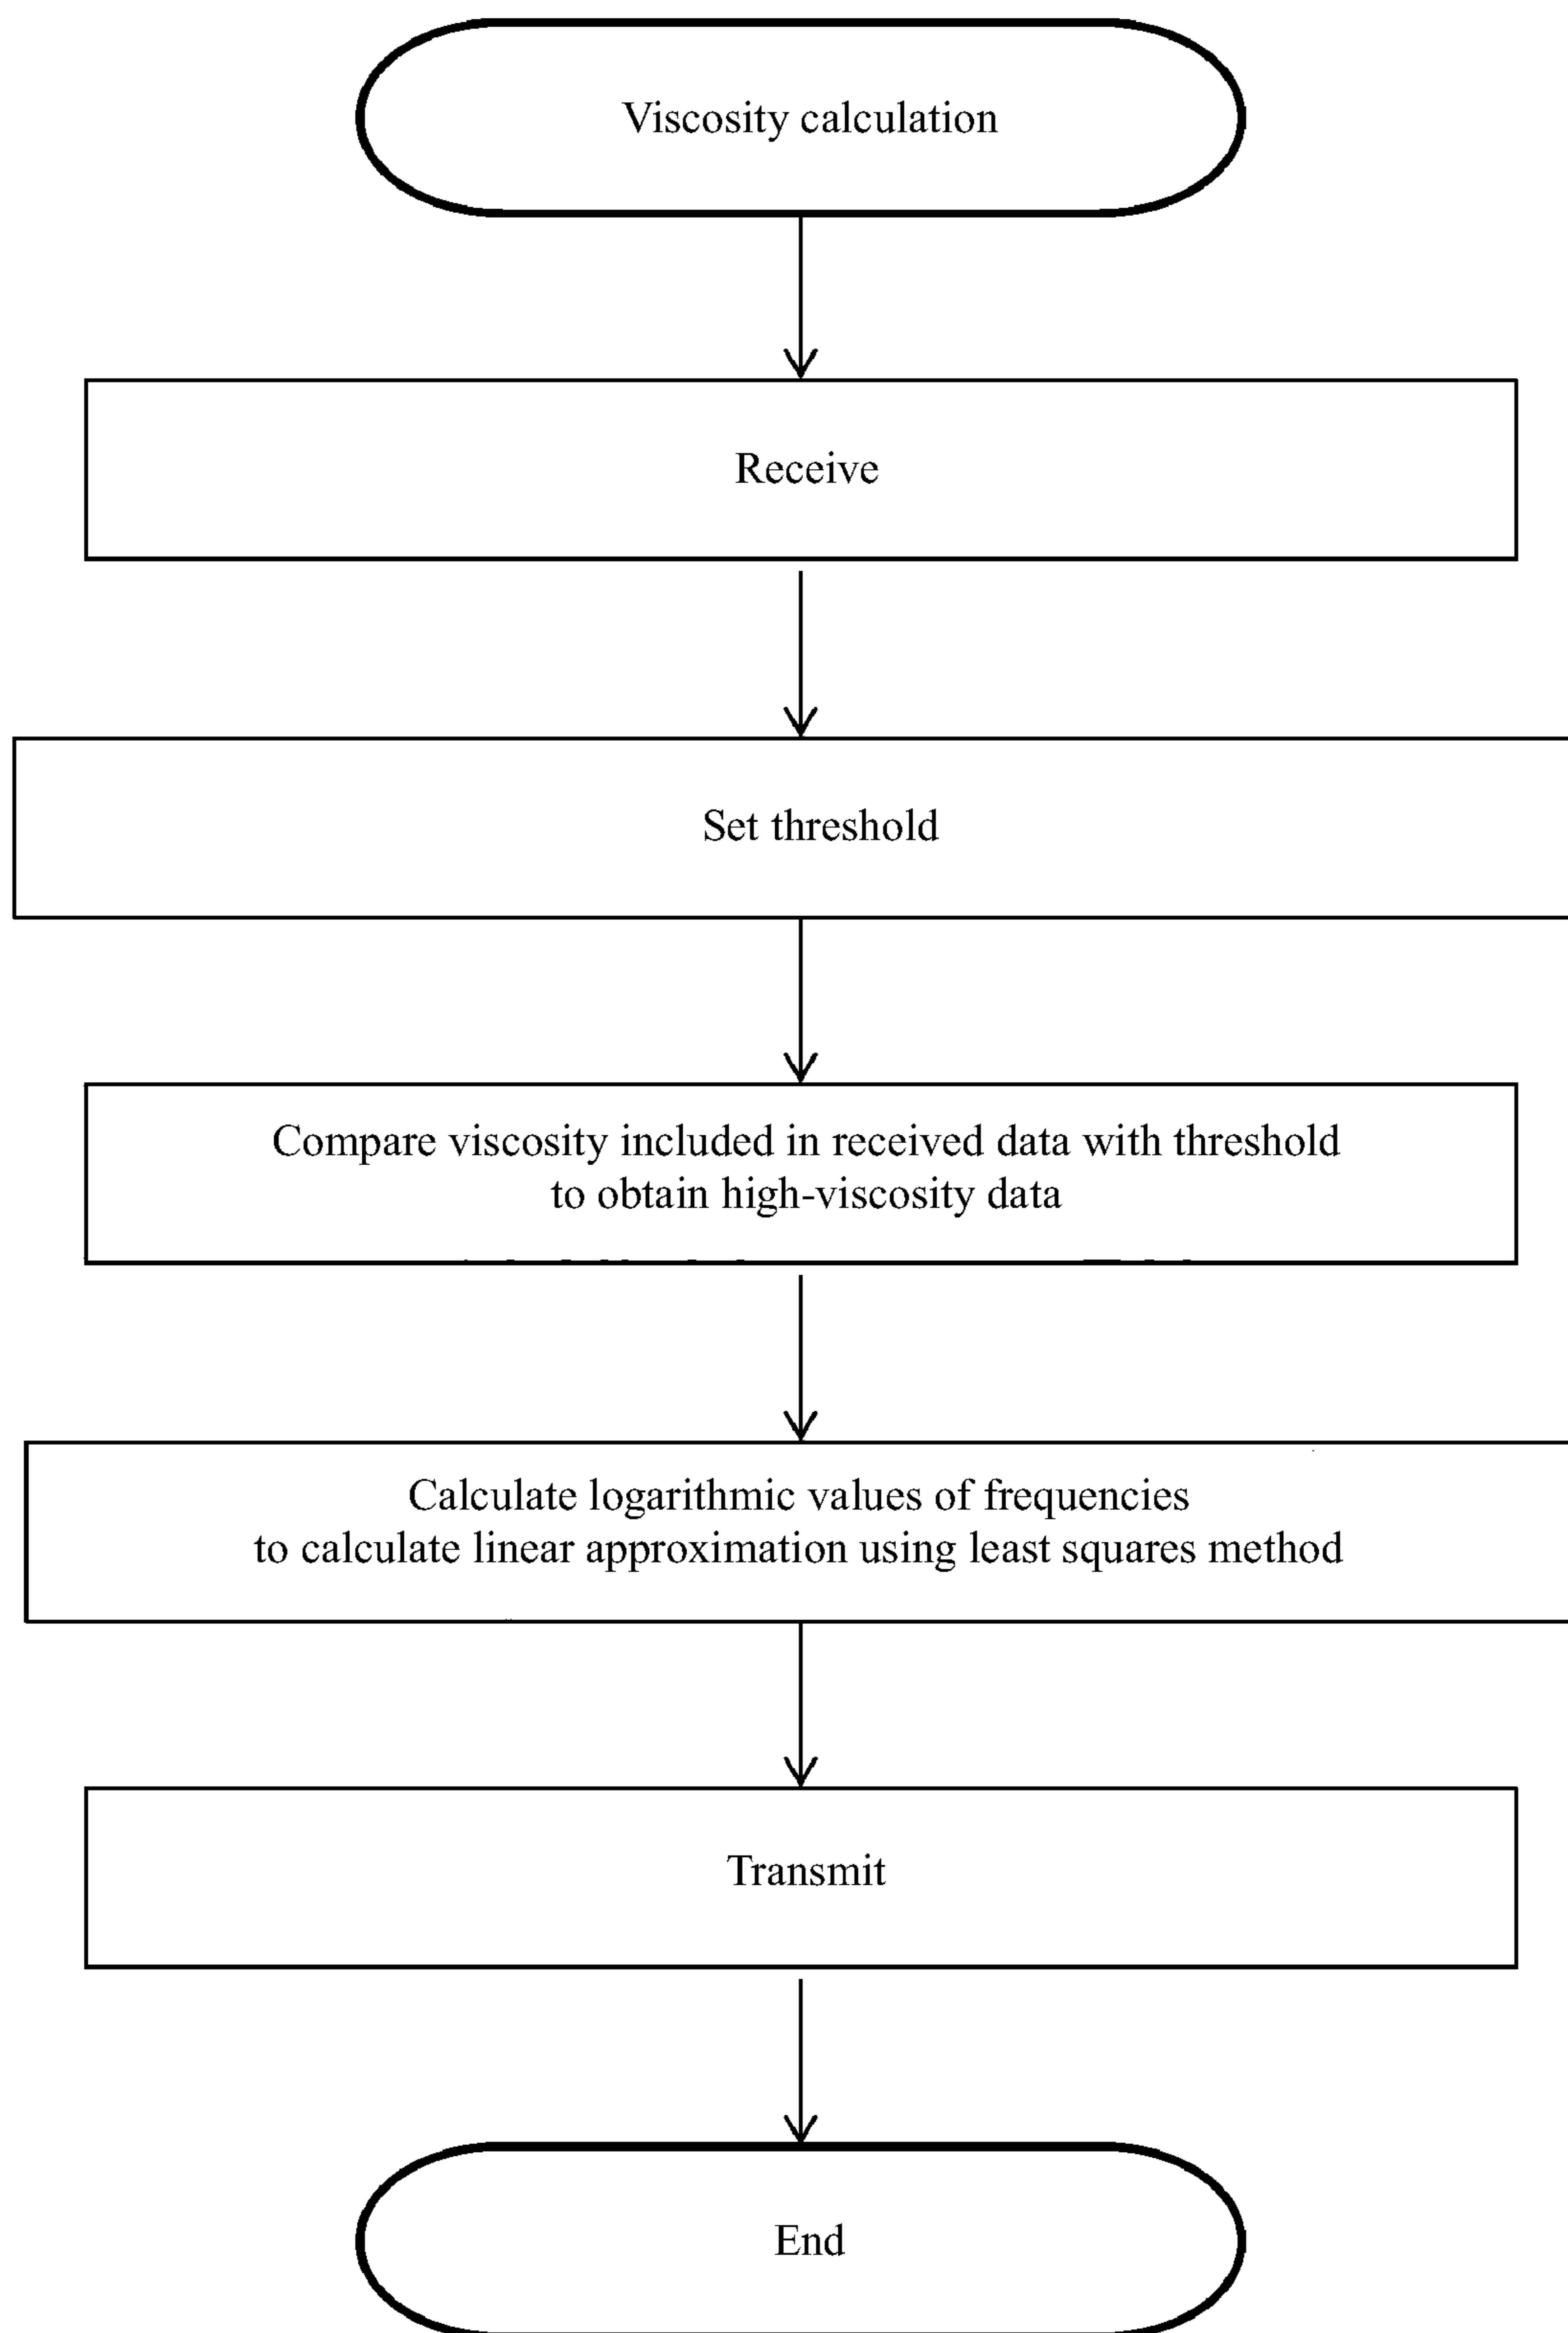 Viscosity calculation
Receive
Set threshold
Compare viscosity included in received data with threshold
to obtain high-viscosity data
Calculate logarithmic values of frequencies
to calculate linear approximation using least squares method
Transmit
End